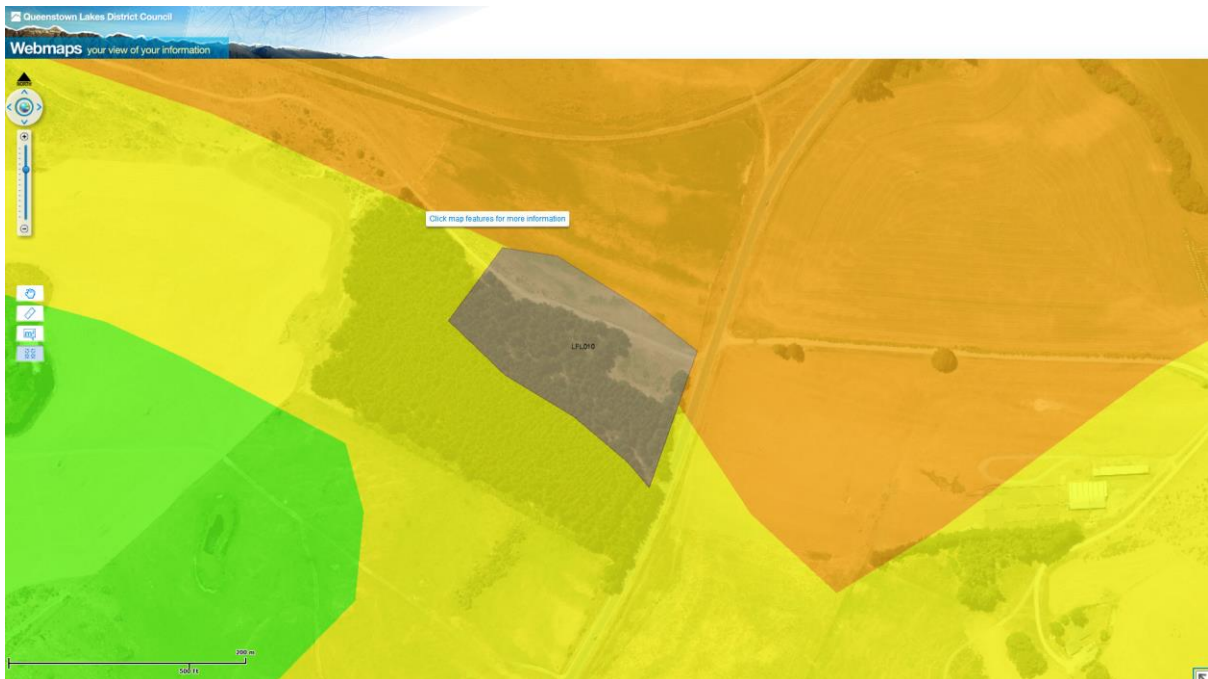 Queenstown Lakes District Council
Webmaps your view of your information
Click map features for more information
200 m
500 ft